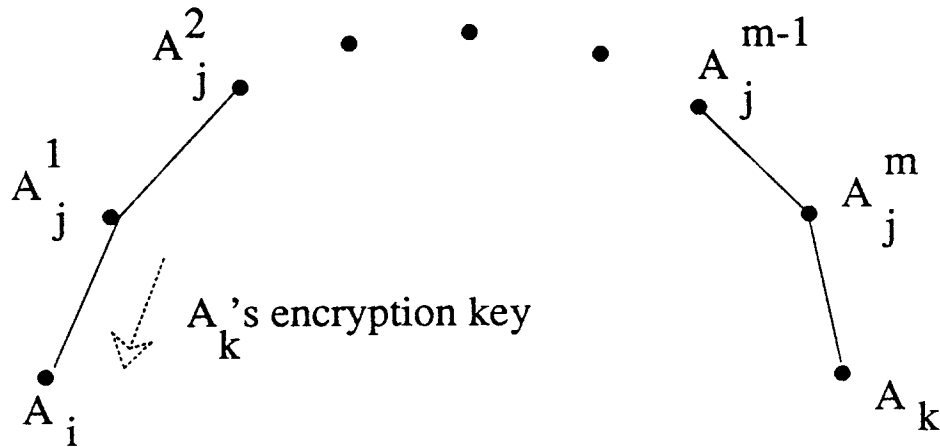 A_j^2
A_j^{m-1}
A_j^1
A_j^m
A_k's encryption key
A_i
A_k